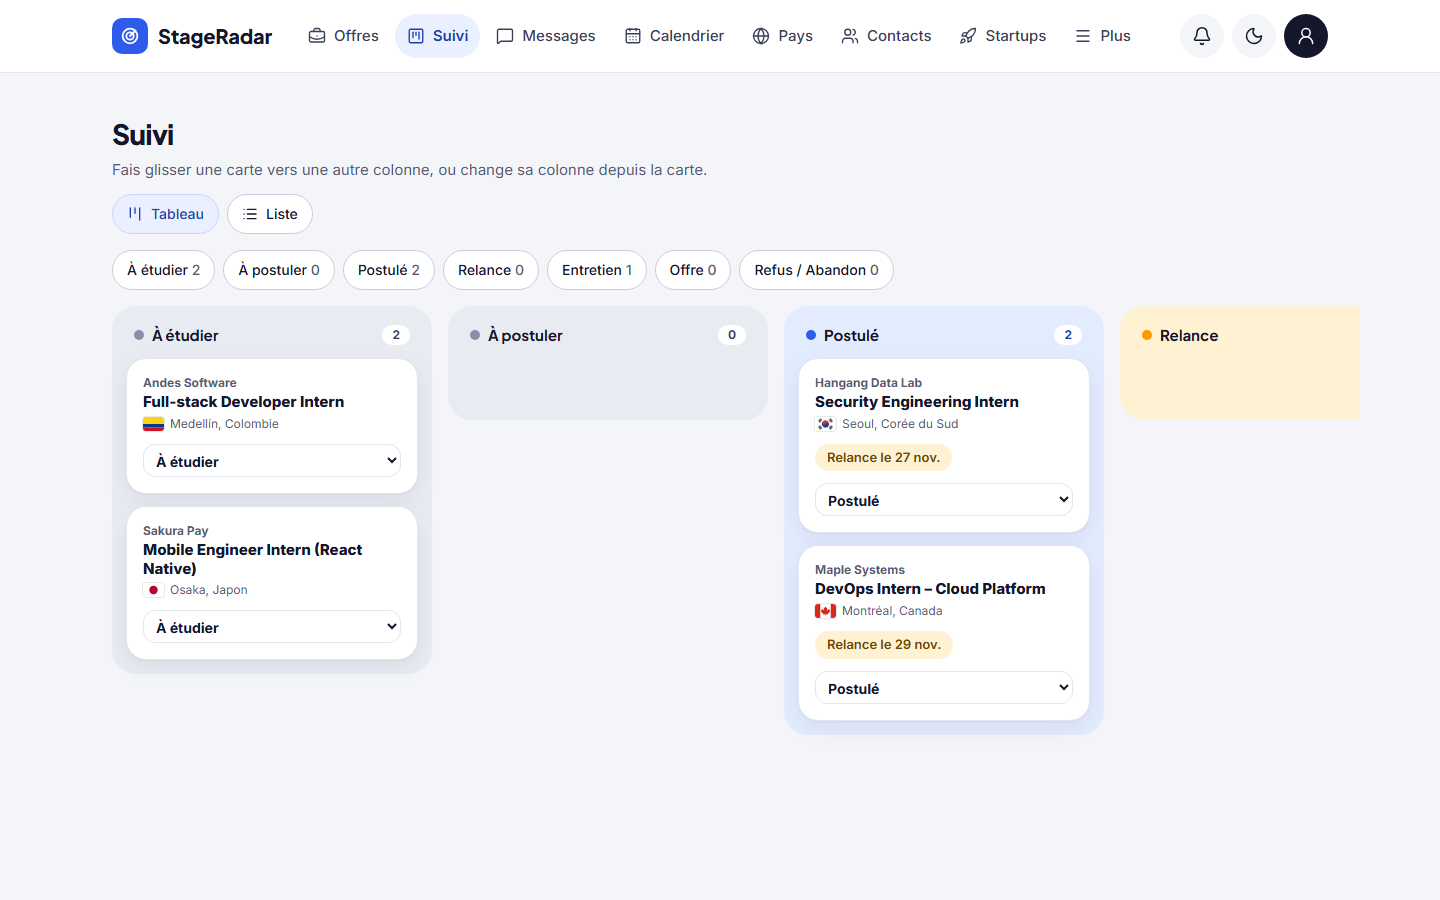 StageRadar
Offres
Suivi
Messages
Calendrier
Pays
Contacts
Startups
Plus
Suivi
Fais glisser une carte vers une autre colonne, ou change sa colonne depuis la carte.
Tableau
Liste
À étudier 2
À postuler 0
Postulé 2
Relance 0
Entretien 1
Offre 0
Refus / Abandon 0
À étudier
2
Andes Software
Full-stack Developer Intern
Medellín, Colombie
À étudier
Sakura Pay
Mobile Engineer Intern (React
Native)
Osaka, Japon
À étudier
À postuler
0
Postulé
2
Hangang Data Lab
Security Engineering Intern
Seoul, Corée du Sud
Relance le 27 nov.
Postulé
Maple Systems
DevOps Intern – Cloud Platform
Montréal, Canada
Relance le 29 nov.
Postulé
Relance